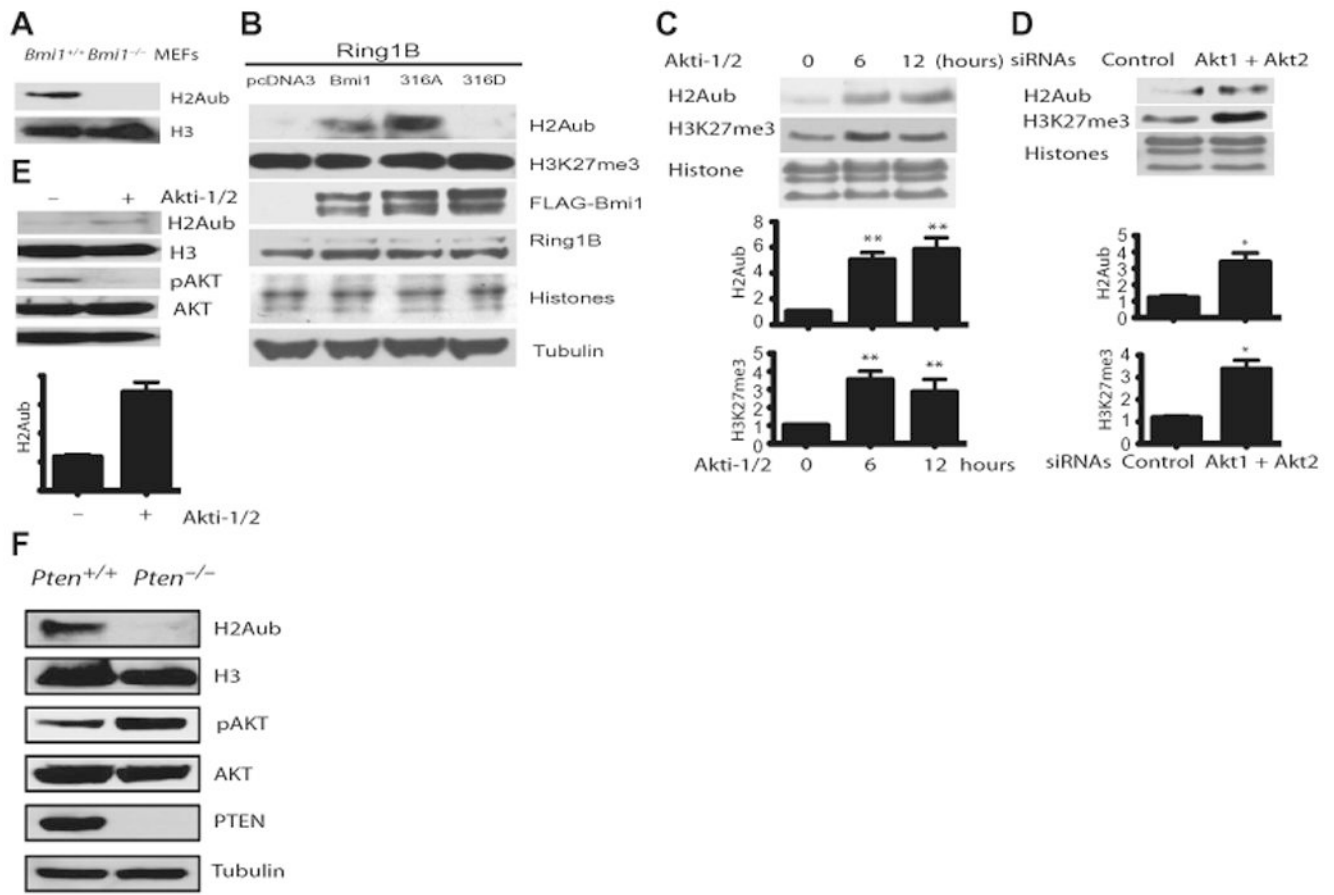 A
Bmi1+/+ Bmi1−/− MEFs
H2Aub
H3
B
Ring1B
pcDNA3 Bmi1 316A 316D
H2Aub
H3K27me3
FLAG-Bmi1
Ring1B
Histones
Tubulin
C
Akti-1/2 0 6 12 (hours)
H2Aub
H3K27me3
Histone
H2Aub
8
6
4
2
0
** **
H3K27me3
5
4
3
2
1
0
** **
Akti-1/2 0 6 12 hours
D
siRNAs Control Akt1 + Akt2
H2Aub
H3K27me3
Histones
H2Aub
5
4
3
2
1
0
*
H3K27me3
4
3
2
1
0
*
siRNAs Control Akt1 + Akt2
E
− + Akti-1/2
H2Aub
H3
pAKT
AKT
H2Aub
− + Akti-1/2
F
Pten+/+ Pten−/−
H2Aub
H3
pAKT
AKT
PTEN
Tubulin